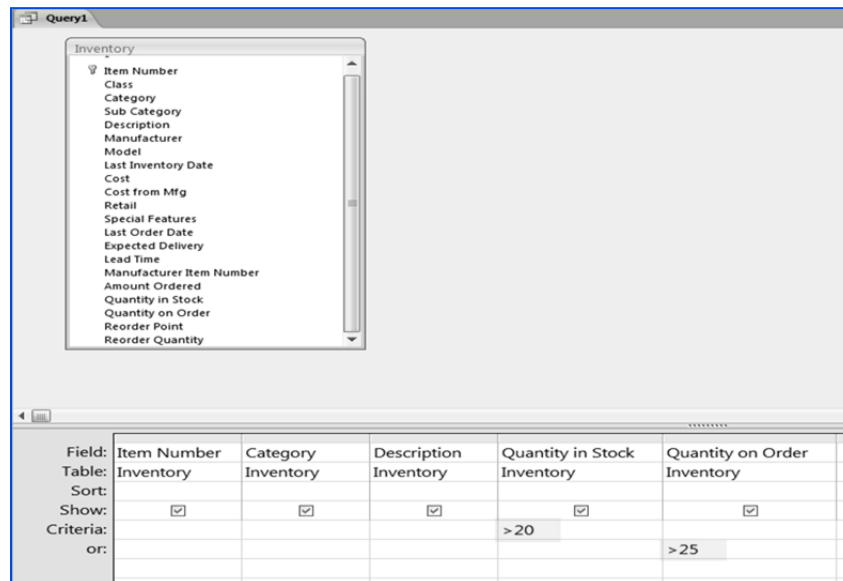 Query1
Inventory
Item Number
Class
Category
Sub Category
Description
Manufacturer
Model
Last Inventory Date
Cost
Cost from Mfg
Retail
Special Features
Last Order Date
Expected Delivery
Lead Time
Manufacturer Item Number
Amount Ordered
Quantity in Stock
Quantity on Order
Reorder Point
Reorder Quantity
Field: Item Number Category Description Quantity in Stock Quantity on Order
Table: Inventory Inventory Inventory Inventory Inventory
Sort:
Show:
Criteria: >20
or: >25